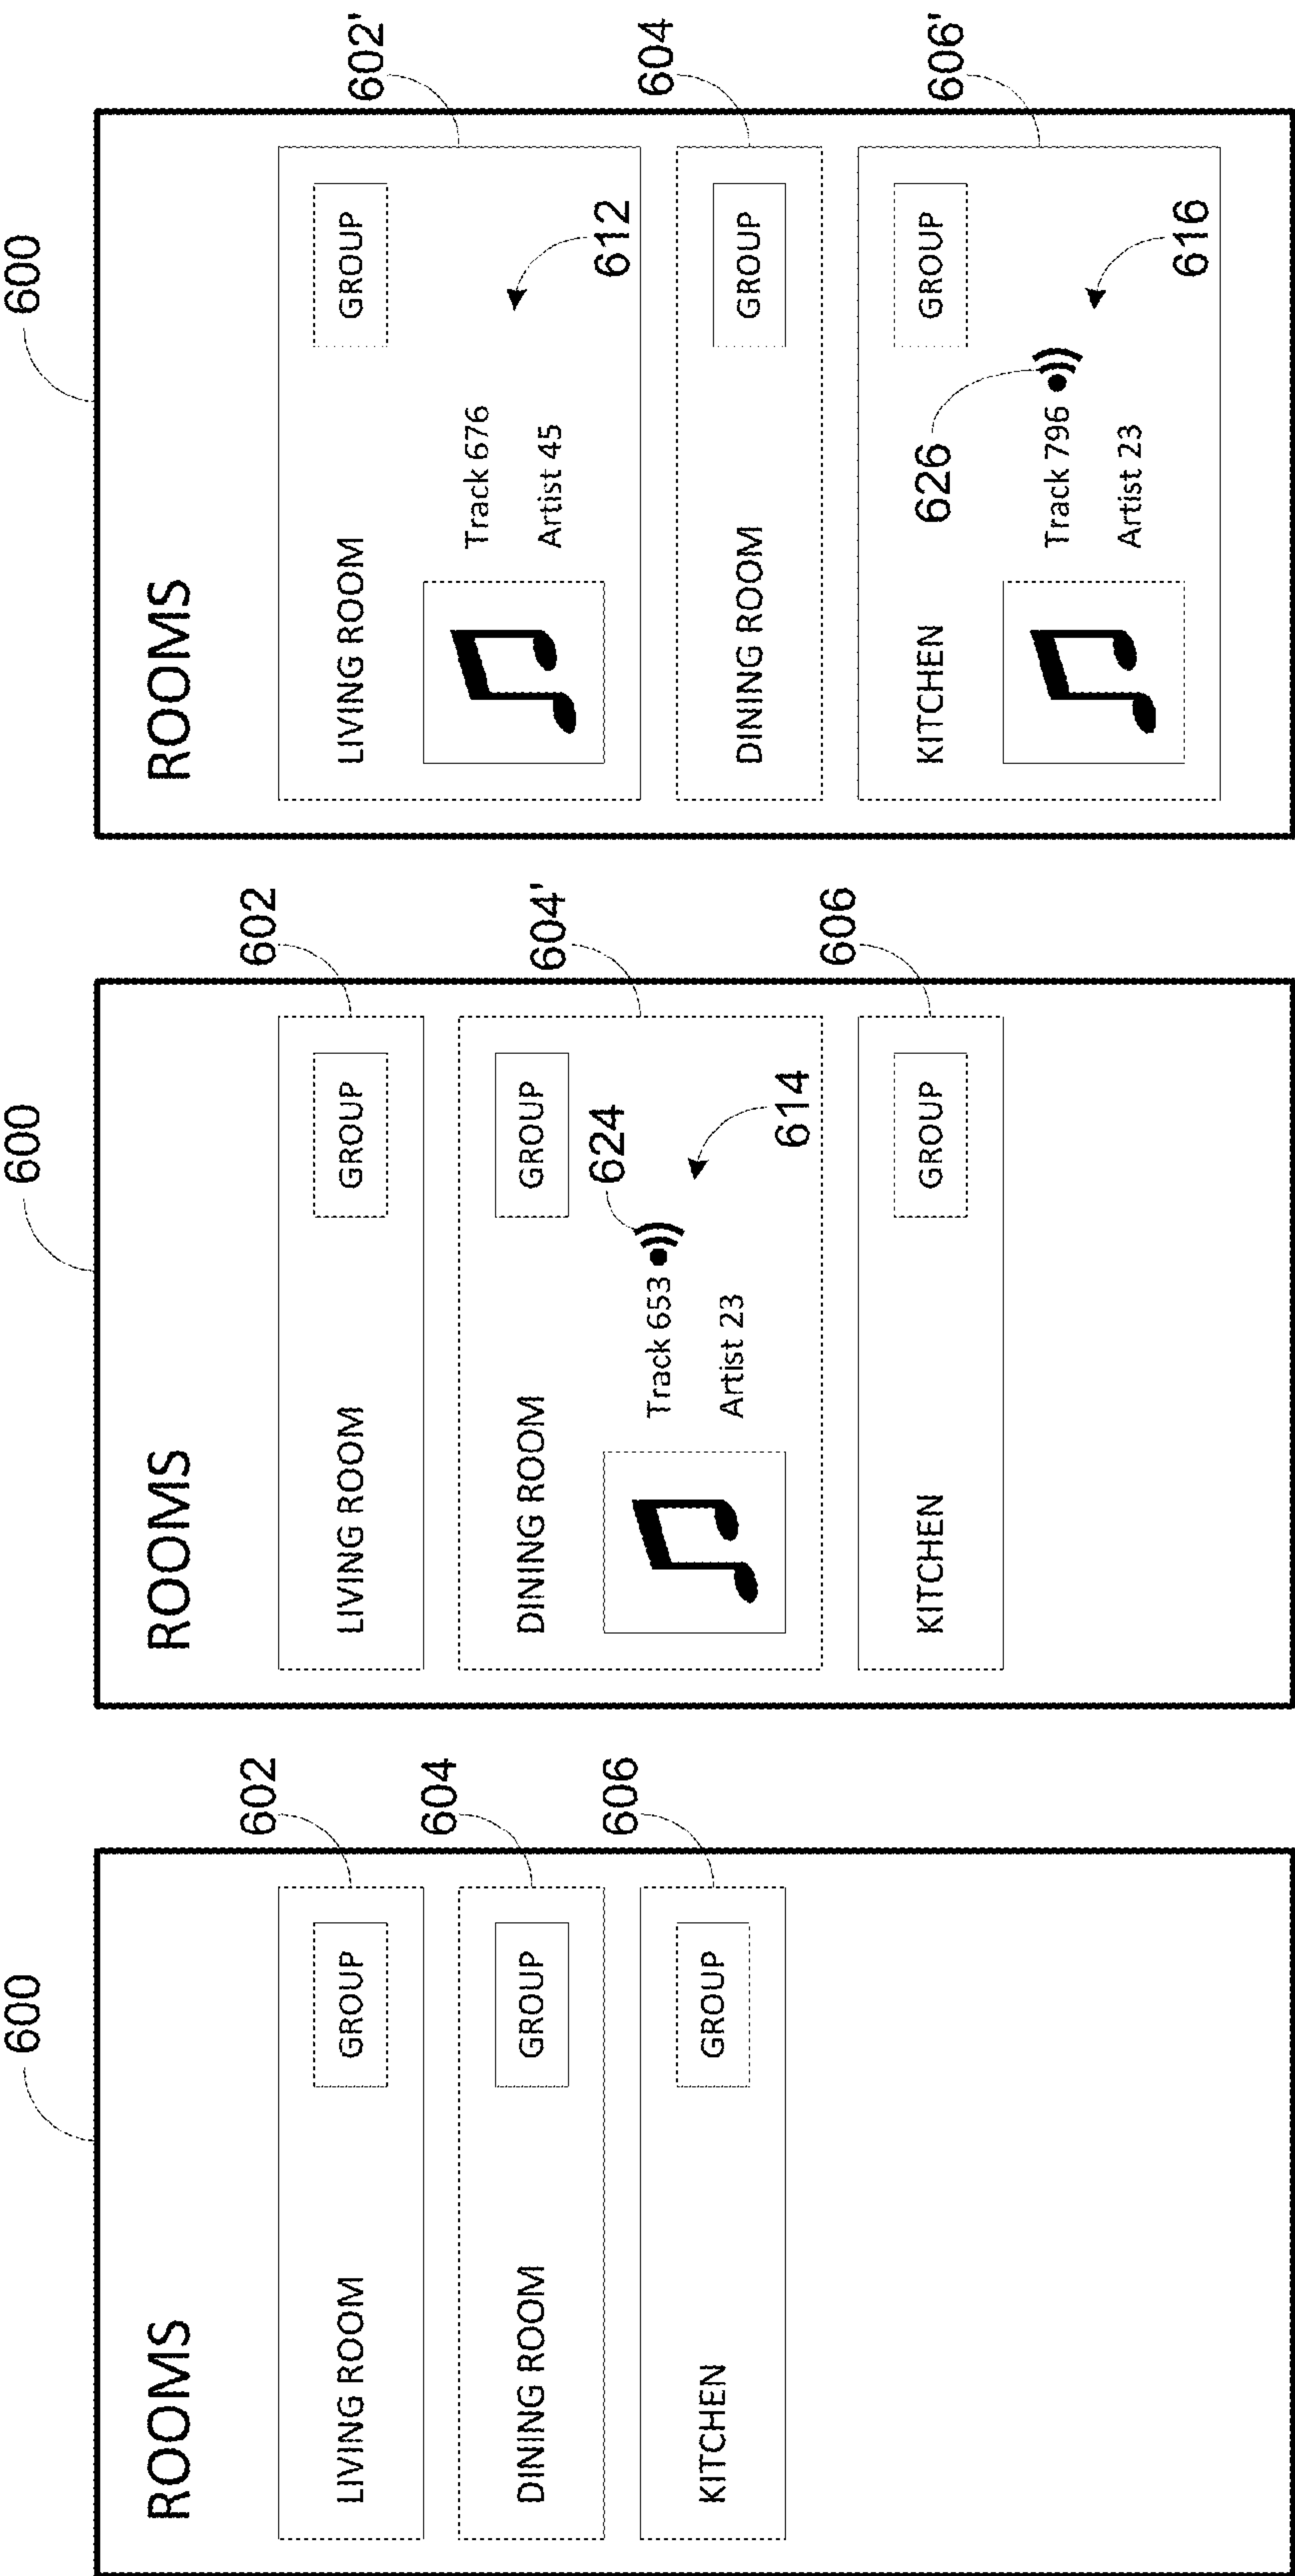 600
ROOMS
LIVING ROOM
GROUP
602
DINING ROOM
GROUP
604
KITCHEN
GROUP
606
600
ROOMS
LIVING ROOM
GROUP
602
DINING ROOM
GROUP
604'
624
Track 653
Artist 23
614
KITCHEN
GROUP
606
600
ROOMS
LIVING ROOM
GROUP
602'
Track 676
Artist 45
612
DINING ROOM
GROUP
604
KITCHEN
GROUP
606'
626
Track 796
Artist 23
616